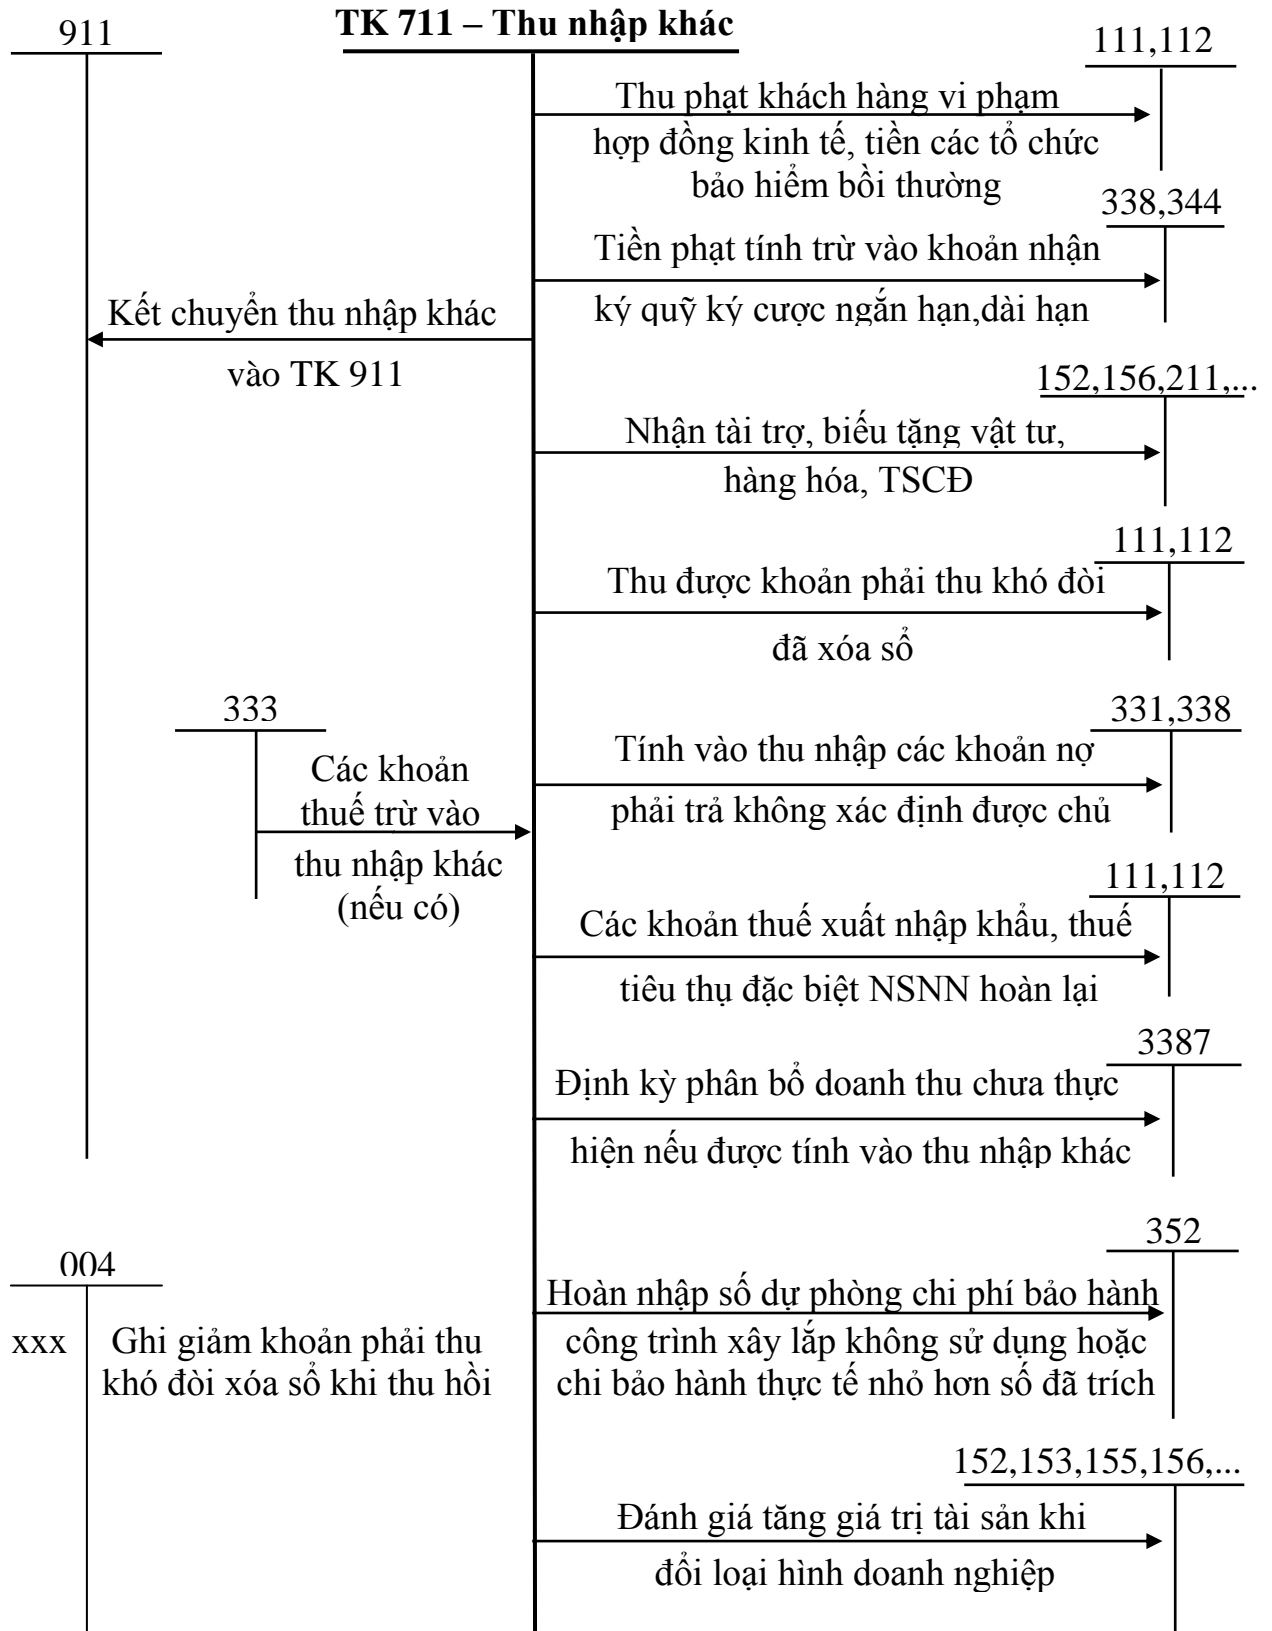 911
TK 711 – Thu nhập khác
111,112
Thu phạt khách hàng vi phạm
hợp đồng kinh tế, tiền các tổ chức
bảo hiểm bồi thường
338,344
Tiền phạt tính trừ vào khoản nhận
ký quỹ ký cược ngắn hạn,dài hạn
Kết chuyển thu nhập khác
vào TK 911
152,156,211,...
Nhận tài trợ, biếu tặng vật tư,
hàng hóa, TSCĐ
111,112
Thu được khoản phải thu khó đòi
đã xóa sổ
333
Các khoản
thuế trừ vào
thu nhập khác
(nếu có)
331,338
Tính vào thu nhập các khoản nợ
phải trả không xác định được chủ
111,112
Các khoản thuế xuất nhập khẩu, thuế
tiêu thụ đặc biệt NSNN hoàn lại
3387
Định kỳ phân bổ doanh thu chưa thực
hiện nếu được tính vào thu nhập khác
004
xxx
Ghi giảm khoản phải thu
khó đòi xóa sổ khi thu hồi
352
Hoàn nhập số dự phòng chi phí bảo hành
công trình xây lắp không sử dụng hoặc
chi bảo hành thực tế nhỏ hơn số đã trích
152,153,155,156,...
Đánh giá tăng giá trị tài sản khi
đổi loại hình doanh nghiệp